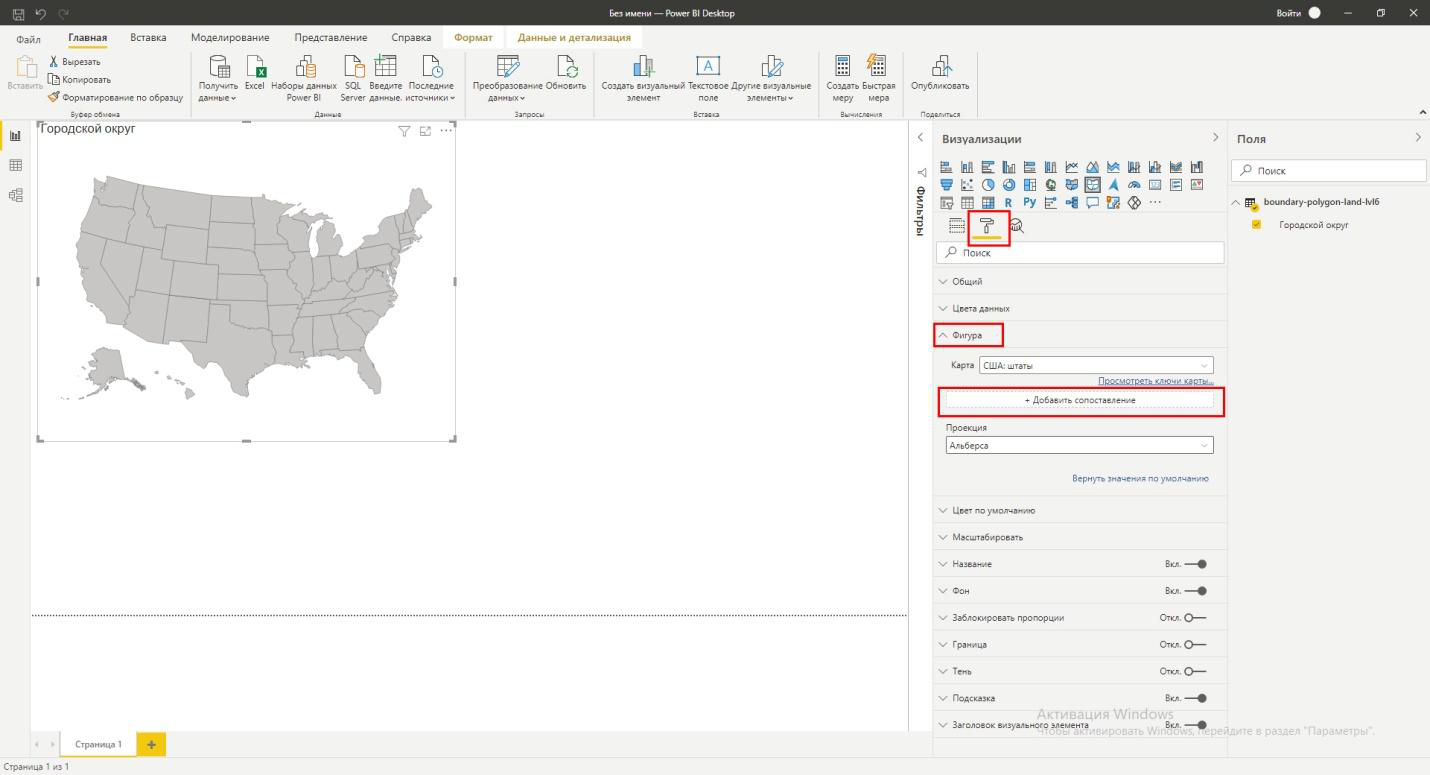 Без имени — Power BI Desktop
Войти
Файл
Главная
Вставка
Моделирование
Представление
Справка
Формат
Данные и детализация
Вставить
Вырезать
Копировать
Форматирование по образцу
Буфер обмена
Получить данные
Excel
Наборы данных Power BI
SQL Server
Введите данные.
Последние источники
Данные
Преобразование данных
Обновить
Запросы
Создать визуальный элемент
Текстовое поле
Другие визуальные элементы
Вставка
Создать меру
Быстрая мера
Вычисления
Опубликовать
Поделиться
Городской округ
Фильтры
Визуализации
R
Py
Поиск
Общий
Цвета данных
Фигура
Карта
США: штаты
Просмотреть ключи карты...
+ Добавить сопоставление
Проекция
Альберса
Вернуть значения по умолчанию
Цвет по умолчанию
Масштабировать
Название Вкл.
Фон Вкл.
Заблокировать пропорции Откл.
Граница Откл.
Тень Откл.
Подсказка Вкл.
Заголовок визуального элемента Вкл.
Поля
Поиск
boundary-polygon-land-lvl6
Городской округ
Активация Windows
Чтобы активировать Windows, перейдите в раздел "Параметры".
Страница 1
+
Страница 1 из 1